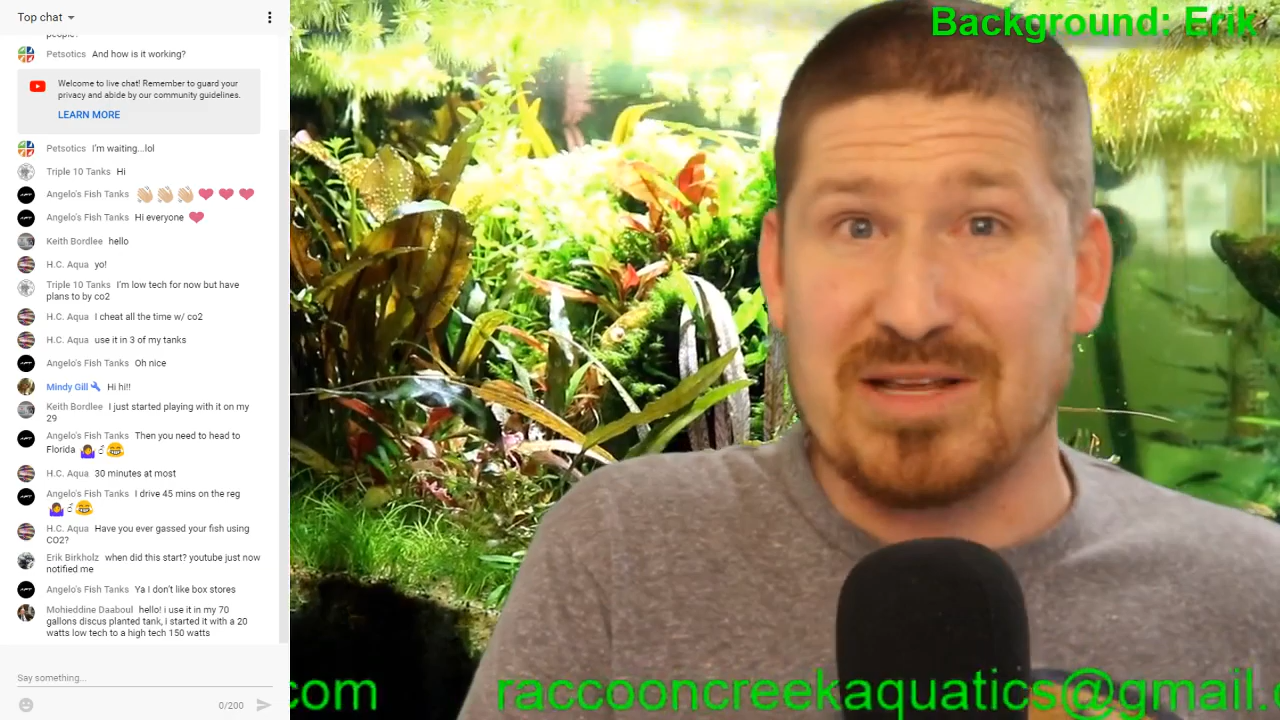 Top chat
people?
Petsotics And how is it working?
Welcome to live chat! Remember to guard your
privacy and abide by our community guidelines.
LEARN MORE
Petsotics I'm waiting...lol
Triple 10 Tanks Hi
Angelo's Fish Tanks
Angelo's Fish Tanks Hi everyone
Keith Bordlee hello
H.C. Aqua yo!
Triple 10 Tanks I'm low tech for now but have
plans to by co2
H.C. Aqua I cheat all the time w/ co2
H.C. Aqua use it in 3 of my tanks
Angelo's Fish Tanks Oh nice
Mindy Gill Hi hi!!
Keith Bordlee I just started playing with it on my
29
Angelo's Fish Tanks Then you need to head to
Florida
H.C. Aqua 30 minutes at most
Angelo's Fish Tanks I drive 45 mins on the reg
H.C. Aqua Have you ever gassed your fish using
CO2?
Erik Birkholz when did this start? youtube just now
notified me
Angelo's Fish Tanks Ya I don't like box stores
Mohieddine Daaboul hello! i use it in my 70
gallons discus planted tank, i started it with a 20
watts low tech to a high tech 150 watts
Say something...
0/200
Background: Erik
com raccooncreekaquatics@gmail.c